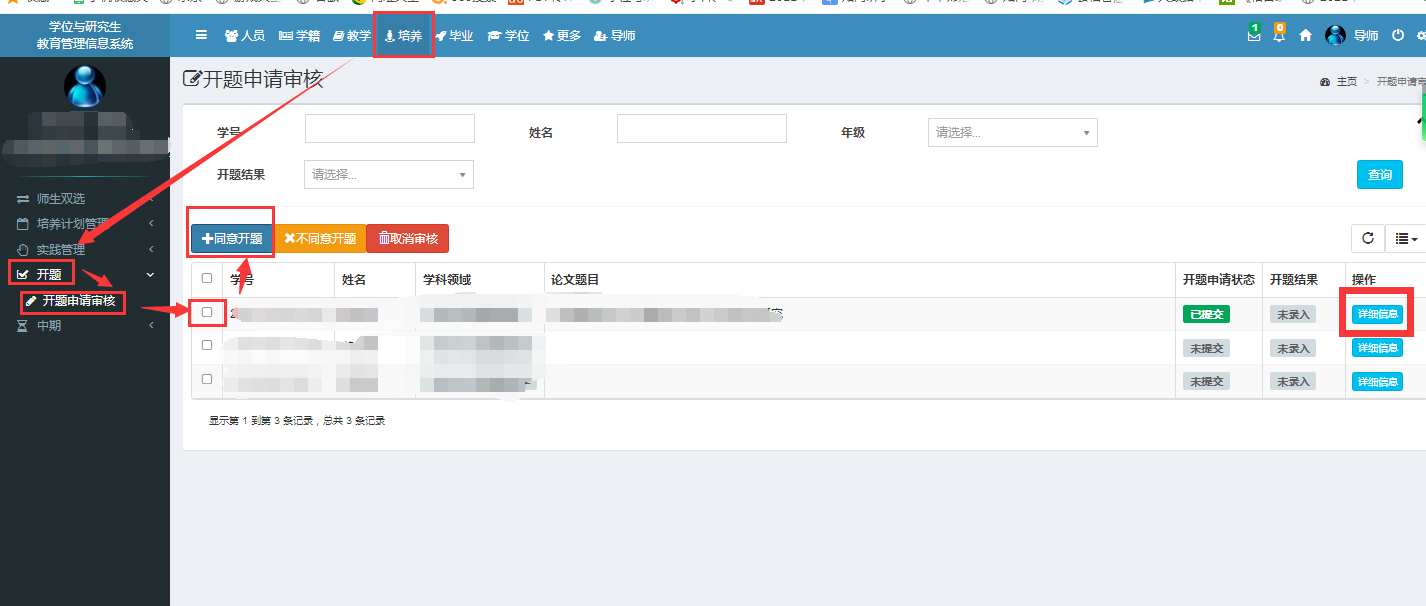 学位与研究生
教育管理信息系统
人员 学籍 教学 培养 毕业 学位 更多 导师
1 0 导师
开题申请审核
主页 > 开题申请审
学号 姓名 年级 请选择...
开题结果 请选择...
查询
师生双选
培养计划管理
实践管理
开题
开题申请审核
中期
同意开题 不同意开题 取消审核
学号 姓名 学科领域 论文题目 开题申请状态 开题结果 操作
已提交 未录入 详细信息
未提交 未录入 详细信息
未提交 未录入 详细信息
显示第 1 到第 3 条记录，总共 3 条记录